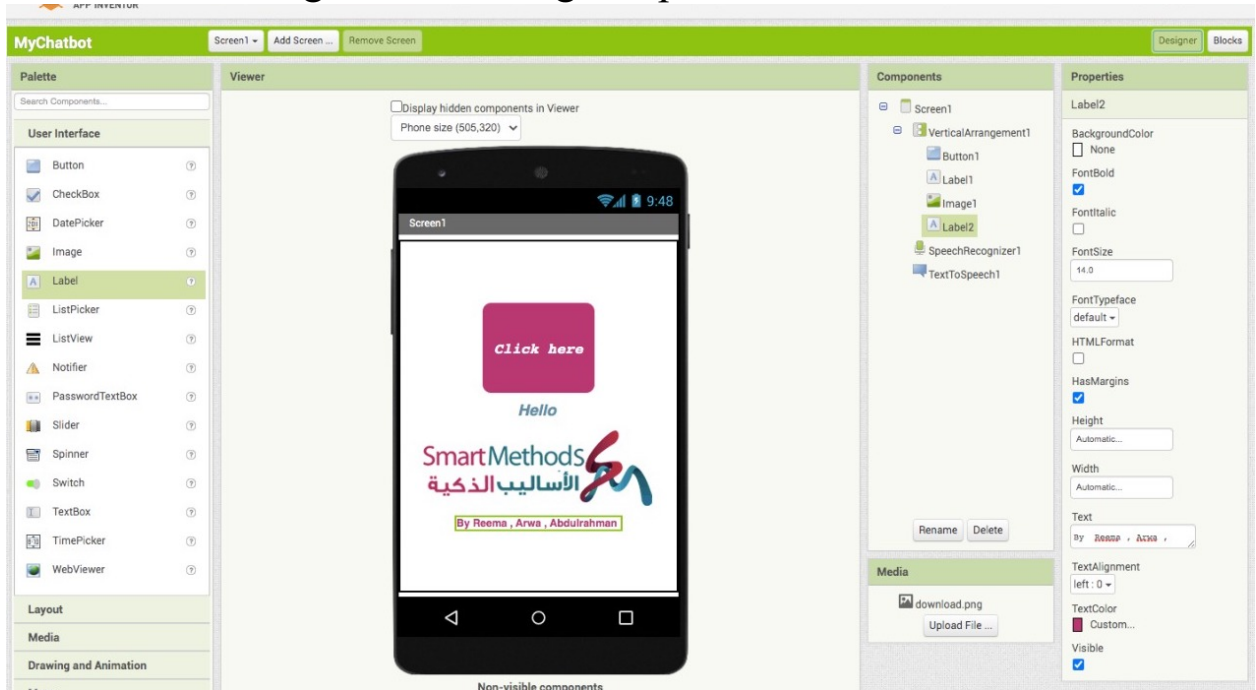 APP INVENTOR
MyChatbot
Screen1
Add Screen ...
Remove Screen
Designer
Blocks
Palette
Search Components...
User Interface
Button
CheckBox
DatePicker
Image
Label
ListPicker
ListView
Notifier
PasswordTextBox
Slider
Spinner
Switch
TextBox
TimePicker
WebViewer
Layout
Media
Drawing and Animation
Viewer
Display hidden components in Viewer
Phone size (505,320)
9:48
Screen1
Click here
Hello
SmartMethods
الأساليب الذكية
By Reema , Arwa , Abdulrahman
Non-visible components
Components
Screen1
VerticalArrangement1
Button1
Label1
Image1
Label2
SpeechRecognizer1
TextToSpeech1
Rename
Delete
Media
download.png
Upload File ...
Properties
Label2
BackgroundColor
None
FontBold
FontItalic
FontSize
14.0
FontTypeface
default
HTMLFormat
HasMargins
Height
Automatic...
Width
Automatic...
Text
By Reema , Arwa ,
TextAlignment
left : 0
TextColor
Custom...
Visible